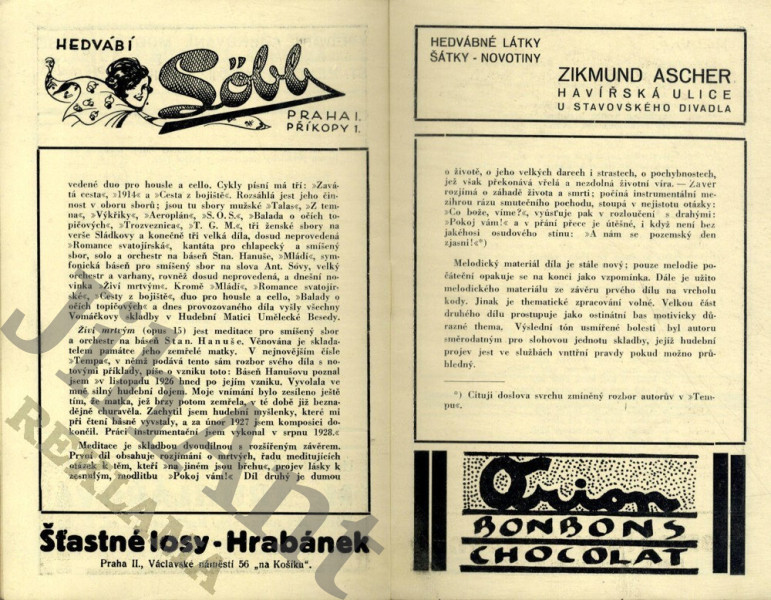 HEDVÁBÍ
Söbl
PRAHA I.
PŘÍKOPY 1.
vedené duo pro housle a cello. Cykly písní má tři: »Zavá-
tá cesta«, »1914« a »Cesta z bojiště«. Rozsáhlá jest jeho čin-
nost v oboru sborů; jsou tu sbory mužské »Talas«, »Z tem-
na«, »Výkřiky«, »Aeroplán«, »S. O. S.«, »Balada o očích to-
pičových«, »Trozveznica«, »T. G. M.«, tři ženské sbory na
verše Sládkovy a konečně tři velká díla, dosud neprovedená
»Romance svatojirská«, kantáta pro chlapecký a smíšený
sbor, solo a orchestr na báseň Stan. Hanuše, »Mládí«, sym-
fonická báseň pro smíšený sbor na slova Ant. Sovy, velký
orchestr a varhany, rovněž dosud neprovedená, a dnešní no-
vinka »Živí mrtvým«. Kromě »Mládí«, »Romance svatojir-
ské«, Cesty z bojiště«, duo pro housle a cello, »Balady o
očích topičových« a dnes provozovaného díla vyšly všechny
Vomáčkovy skladby v Hudební Matici Umělecké Besedy.
Živí mrtvým (opus 15) jest meditace pro smíšený sbor
a orchestr na báseň Stan. Hanuše. Věnována je sklada-
telem památce jeho zemřelé matky. V nejnovějším čísle
»Tempa«, v němž podává tento sám rozbor svého díla s no-
tovými příklady, píše o vzniku toho: Báseň Hanušovu poznal
jsem »v listopadu 1926 hned po jejím vzniku. Vyvolala ve
mně silný hudební dojem. Moje vnímání bylo zesíleno ještě
tím, že matka, jež brzy potom zemřela, v té době již bezna-
dějně churavěla. Zachytil jsem hudební myšlenky, které mi
při čtení básně vyvstaly, a za únor 1927 jsem komposici do-
končil. Práci instrumentační jsem vykonal v srpnu 1928.«
Meditace je skladbou dvoudílnou s rozšířeným závěrem.
První díl obsahuje rozjímání o mrtvých, řadu meditujících
otázek o těm, kteří »na jiném jsou břehu«, projev lásky k
zesnulým, modlitbu »Pokoj vám!« Díl druhý je dumou
Šťastné losy - Hrabánek
Praha II., Václavské náměstí 56 „na Košíku“.
HEDVÁBNÉ LÁTKY
ŠÁTKY - NOVOTINY
ZIKMUND ASCHER
HAVÍŘSKÁ ULICE
U STAVOVSKÉHO DIVADLA
o životě, o jeho velkých darech i strastech, o pochybnostech,
jež však překonává vřelá a nezdolná životní víra. — Závěr
rozjímá o záhadě života a smrti; počíná instrumentální me-
zihrou rázu smutečního pochodu, stoupá v nejistotu otázky:
»Co bože, víme?«, vyúsťuje pak v rozloučení s drahými:
»Pokoj vám!« a v přání přece je útěšné, i když není bez
jakéhosi osudového stínu: »A nám se pozemský den
zjasni!«*)
Melodický materiál díla je stále nový; pouze melodie po-
čáteční opakuje se na konci jako vzpomínka. Dále je užito
melodického materiálu ze závěru prvého dílu na vrcholu
kody. Jinak je thematické zpracování volné. Velkou část
druhého dílu prostupuje jako ostinátní bas motivicky dů-
razné thema. Výslední tón usmířené bolesti byl autoru
směrodatným pro slohovou jednotu skladby, jejíž hudební
projev jest ve službách vnitřní pravdy pokud možno prů-
hledný.
*) Cituji doslova svrchu zmíněný rozbor autorův v »Tem-
pu«.
Orion
BONBONS
CHOCOLAT
REKLAMA